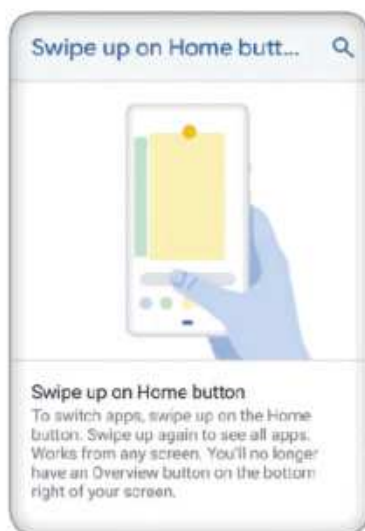 Swipe up on Home butt...
Swipe up on Home button
To switch apps, swipe up on the Home
button. Swipe up again to see all apps.
Works from any screen. You'll no longer
have an Overview button on the bottom
right of your screen.